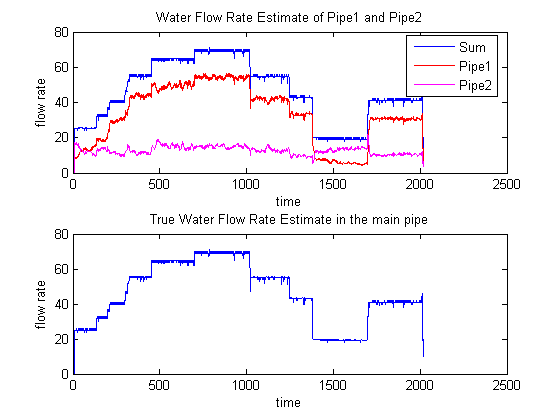 Water Flow Rate Estimate of Pipe1 and Pipe2
80
60
40
20
0
flow rate
Sum
Pipe1
Pipe2
0 500 1000 1500 2000 2500
time
True Water Flow Rate Estimate in the main pipe
80
60
40
20
0
flow rate
0 500 1000 1500 2000 2500
time